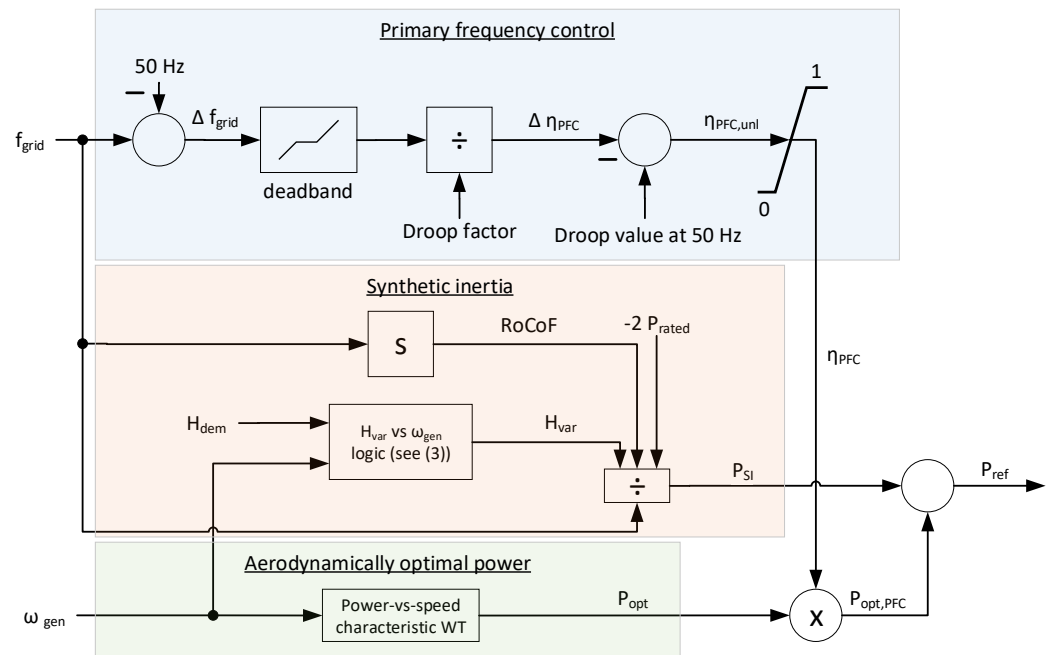 Primary frequency control
50 Hz
−
f_grid
Δ f_grid
deadband
÷
Droop factor
Δ η_PFC
−
Droop value at 50 Hz
η_PFC,unl
1
0
Synthetic inertia
S
RoCoF
-2 P_rated
η_PFC
H_dem
H_var vs ω_gen
logic (see (3))
H_var
÷
P_SI
P_ref
Aerodynamically optimal power
ω_gen
Power-vs-speed
characteristic WT
P_opt
X
P_opt,PFC